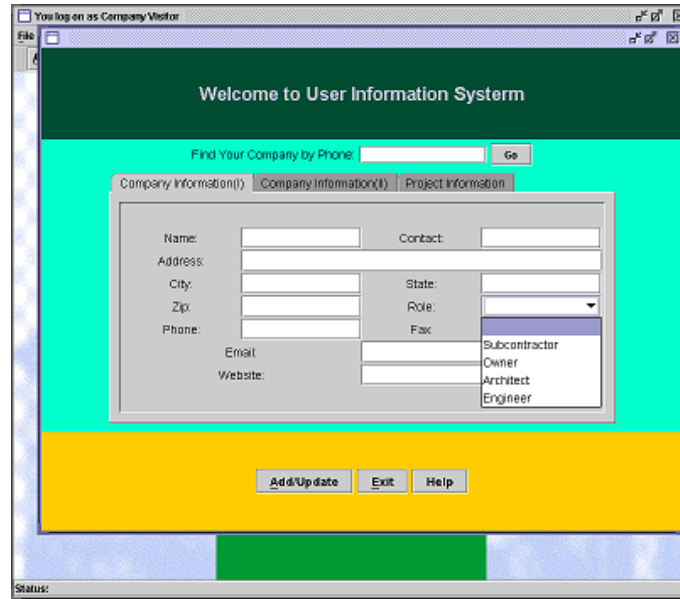 You log on as Company Visitor
File
Welcome to User Information Systerm
Find Your Company by Phone: Go
Company Information(I) Company Information(II) Project Information
Name: Contact:
Address:
City: State:
Zip: Role:
Phone: Fax
Subcontractor
Email: Owner
Website: Architect
Engineer
Add/Update Exit Help
Status: